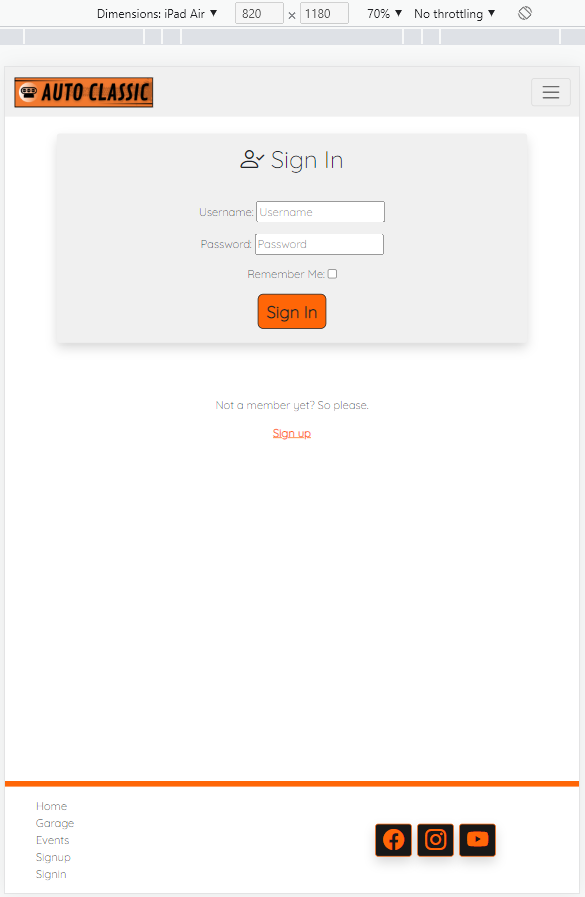 Dimensions: iPad Air ▼ 820 × 1180 70% ▼ No throttling ▼
AUTO CLASSIC
Sign In
Username: Username
Password: Password
Remember Me:
Sign In
Not a member yet? So please.
Sign up
Home
Garage
Events
Signup
Signin